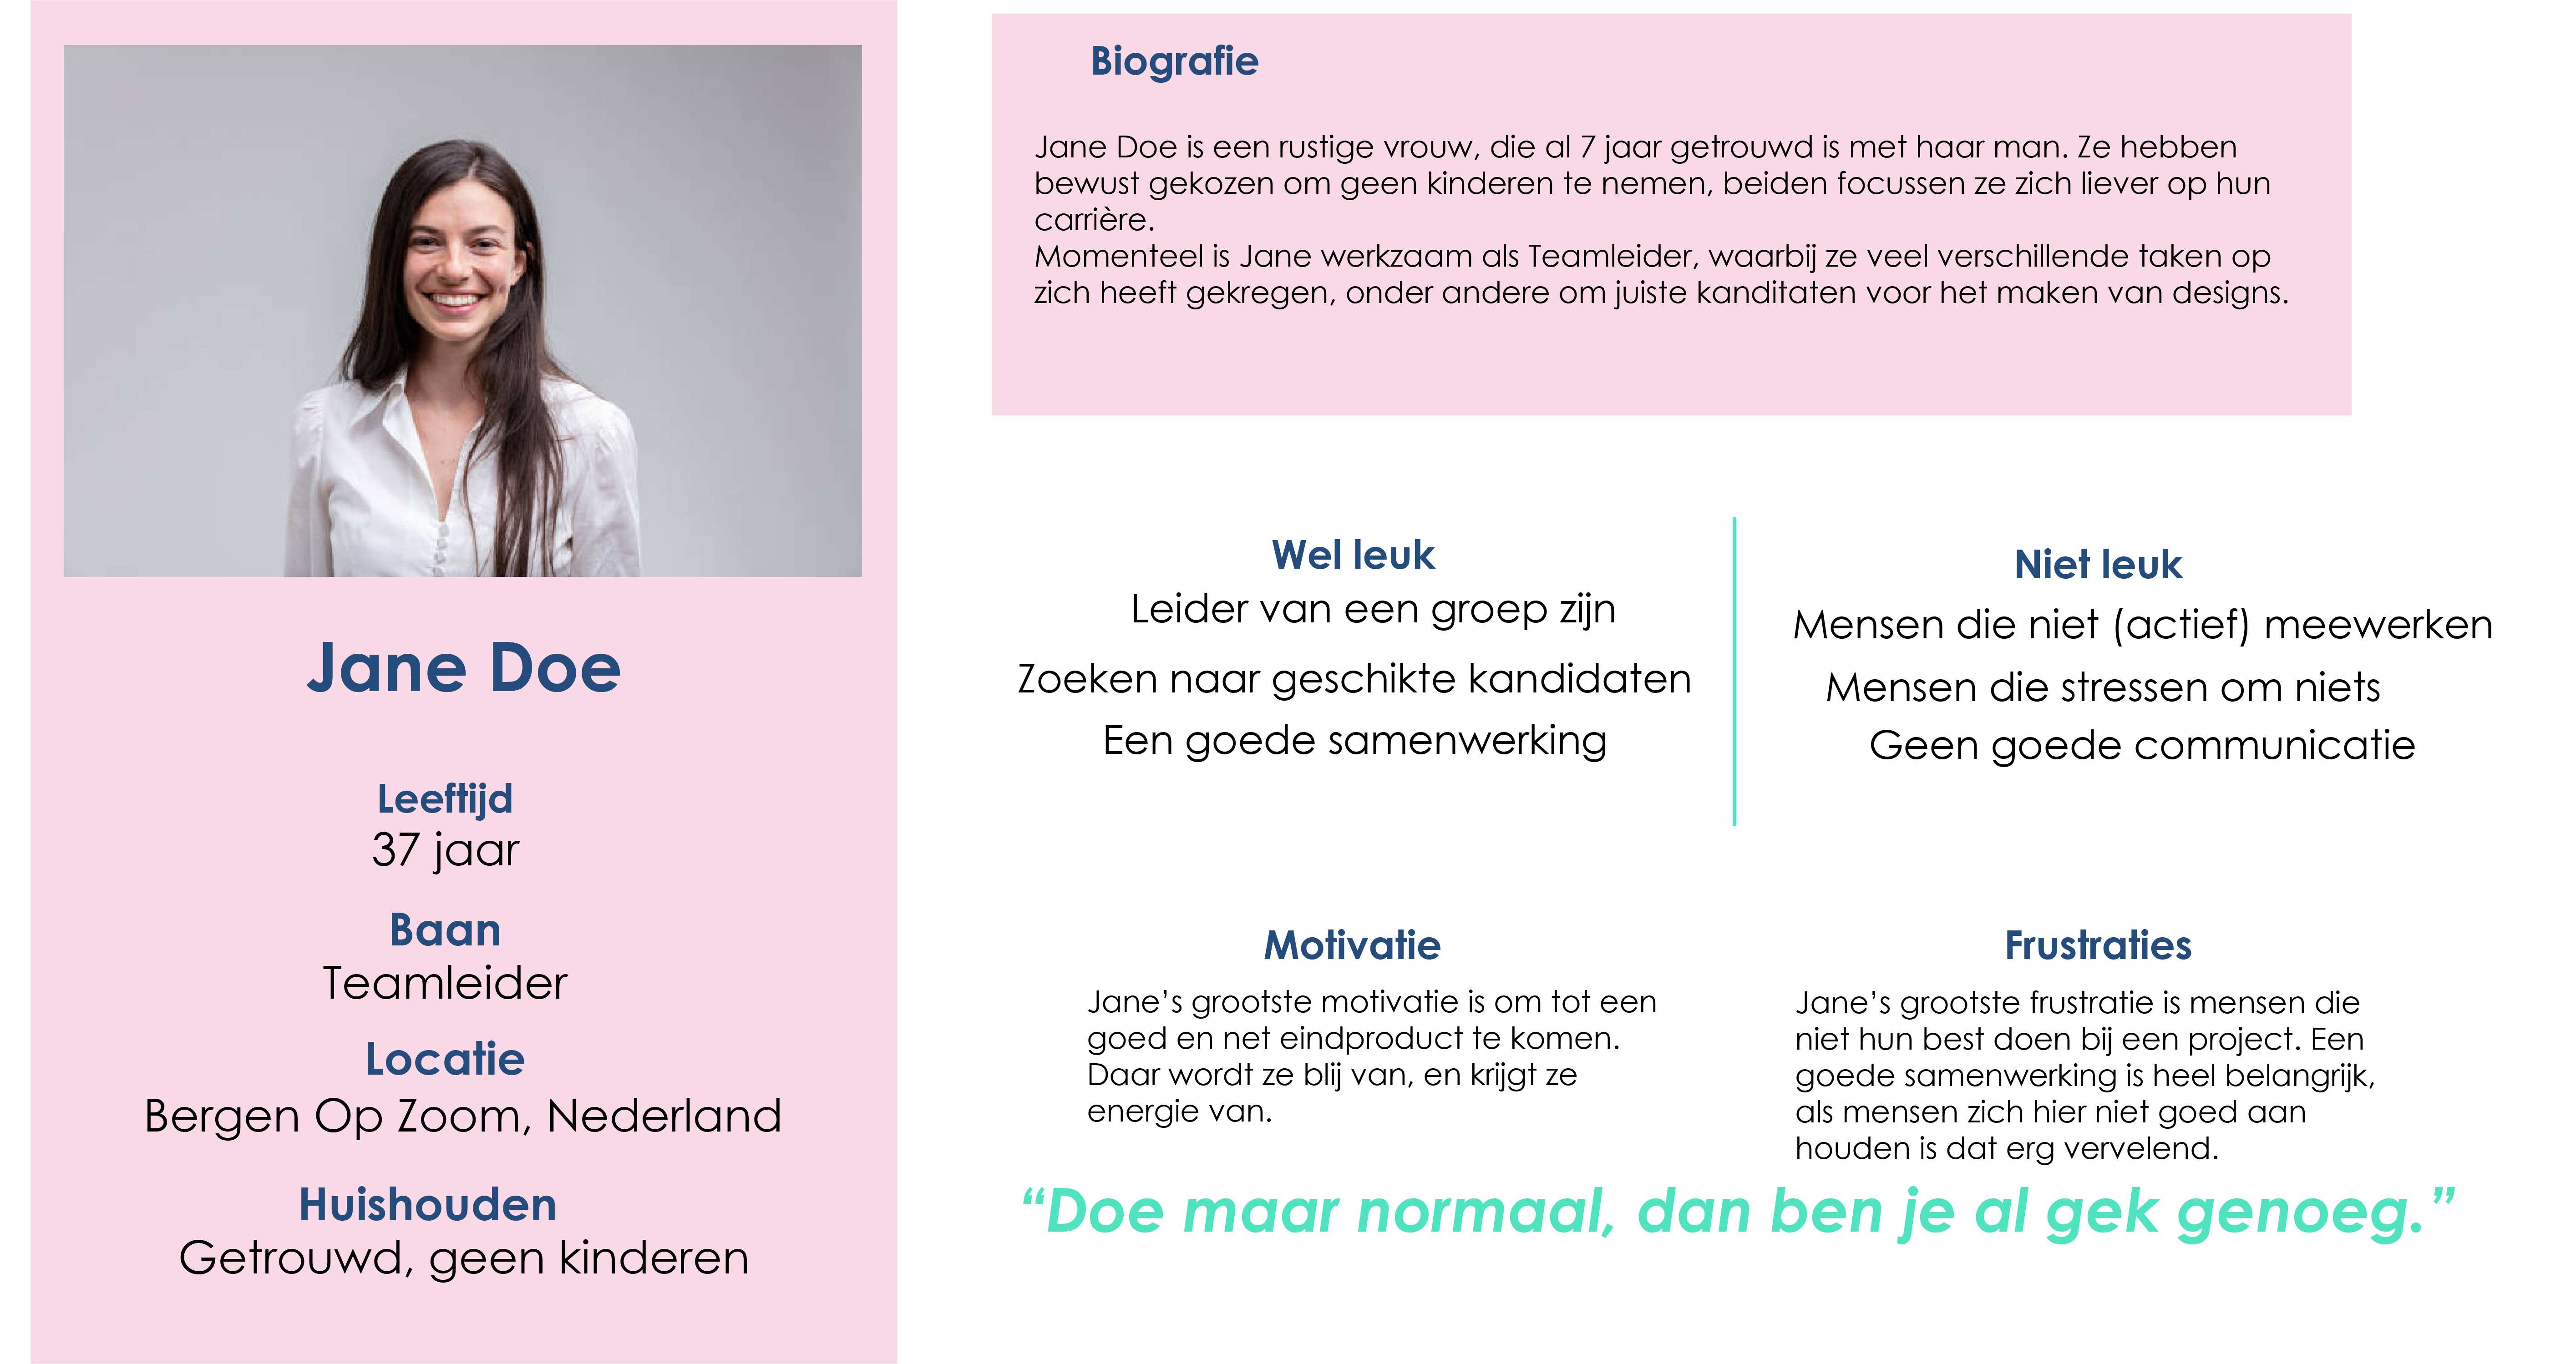 Jane Doe
Leeftijd
37 jaar
Baan
Teamleider
Locatie
Bergen Op Zoom, Nederland
Huishouden
Getrouwd, geen kinderen
Biografie
Jane Doe is een rustige vrouw, die al 7 jaar getrouwd is met haar man. Ze hebben
bewust gekozen om geen kinderen te nemen, beiden focussen ze zich liever op hun
carrière.
Momenteel is Jane werkzaam als Teamleider, waarbij ze veel verschillende taken op
zich heeft gekregen, onder andere om juiste kanditaten voor het maken van designs.
Wel leuk
Leider van een groep zijn
Zoeken naar geschikte kandidaten
Een goede samenwerking
Niet leuk
Mensen die niet (actief) meewerken
Mensen die stressen om niets
Geen goede communicatie
Motivatie
Jane’s grootste motivatie is om tot een
goed en net eindproduct te komen.
Daar wordt ze blij van, en krijgt ze
energie van.
Frustraties
Jane’s grootste frustratie is mensen die
niet hun best doen bij een project. Een
goede samenwerking is heel belangrijk,
als mensen zich hier niet goed aan
houden is dat erg vervelend.
“Doe maar normaal, dan ben je al gek genoeg.”